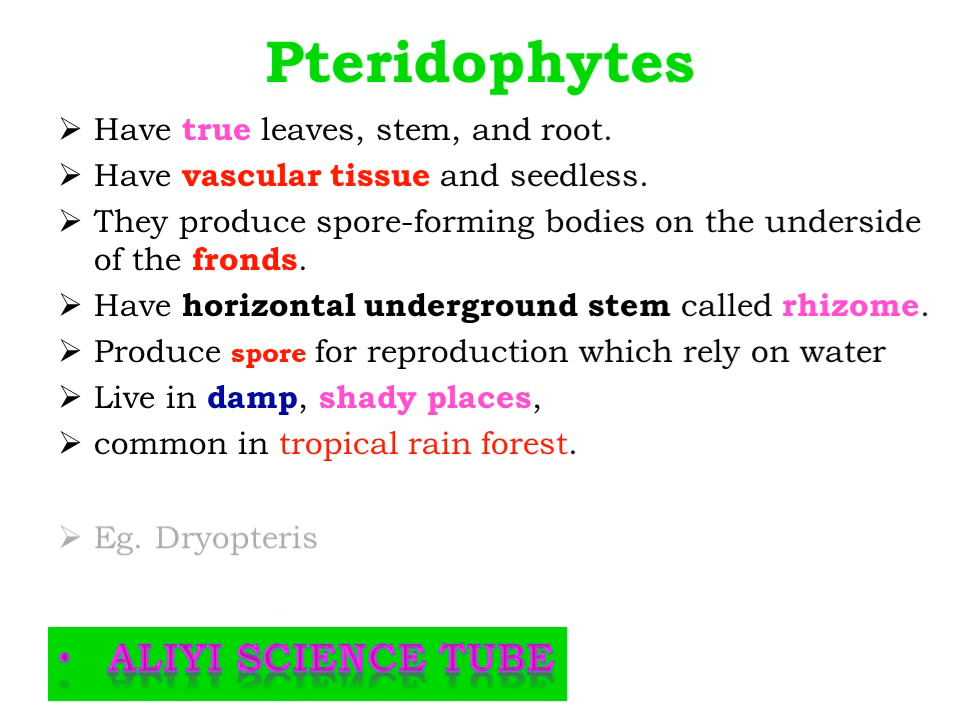 Pteridophytes
➢ Have true leaves, stem, and root.
➢ Have vascular tissue and seedless.
➢ They produce spore-forming bodies on the underside
of the fronds.
➢ Have horizontal underground stem called rhizome.
➢ Produce spore for reproduction which rely on water
➢ Live in damp, shady places,
➢ common in tropical rain forest.
➢ Eg. Dryopteris
• ALIYI SCIENCE TUBE